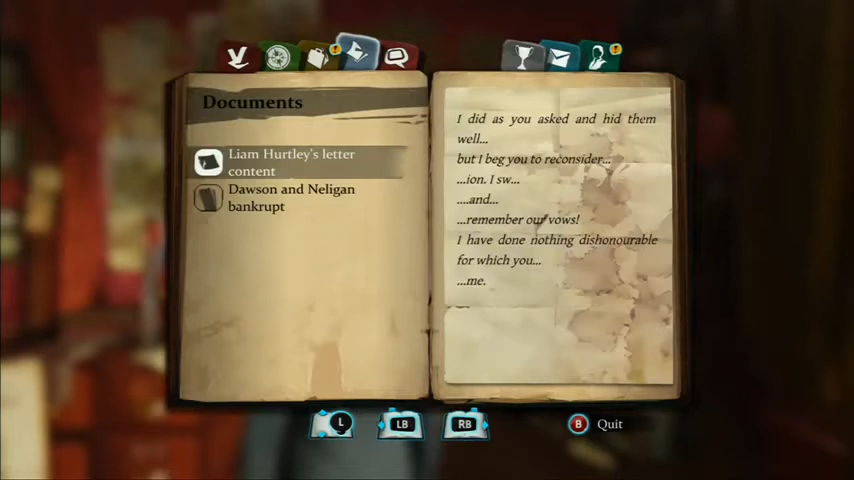 Documents
Liam Hurtley's letter
content
Dawson and Neligan
bankrupt
I did as you asked and hid them
well...
but I beg you to reconsider...
...ion. I sw...
....and...
...remember our vows!
I have done nothing dishonourable
for which you...
...me.
L
LB
RB
B Quit